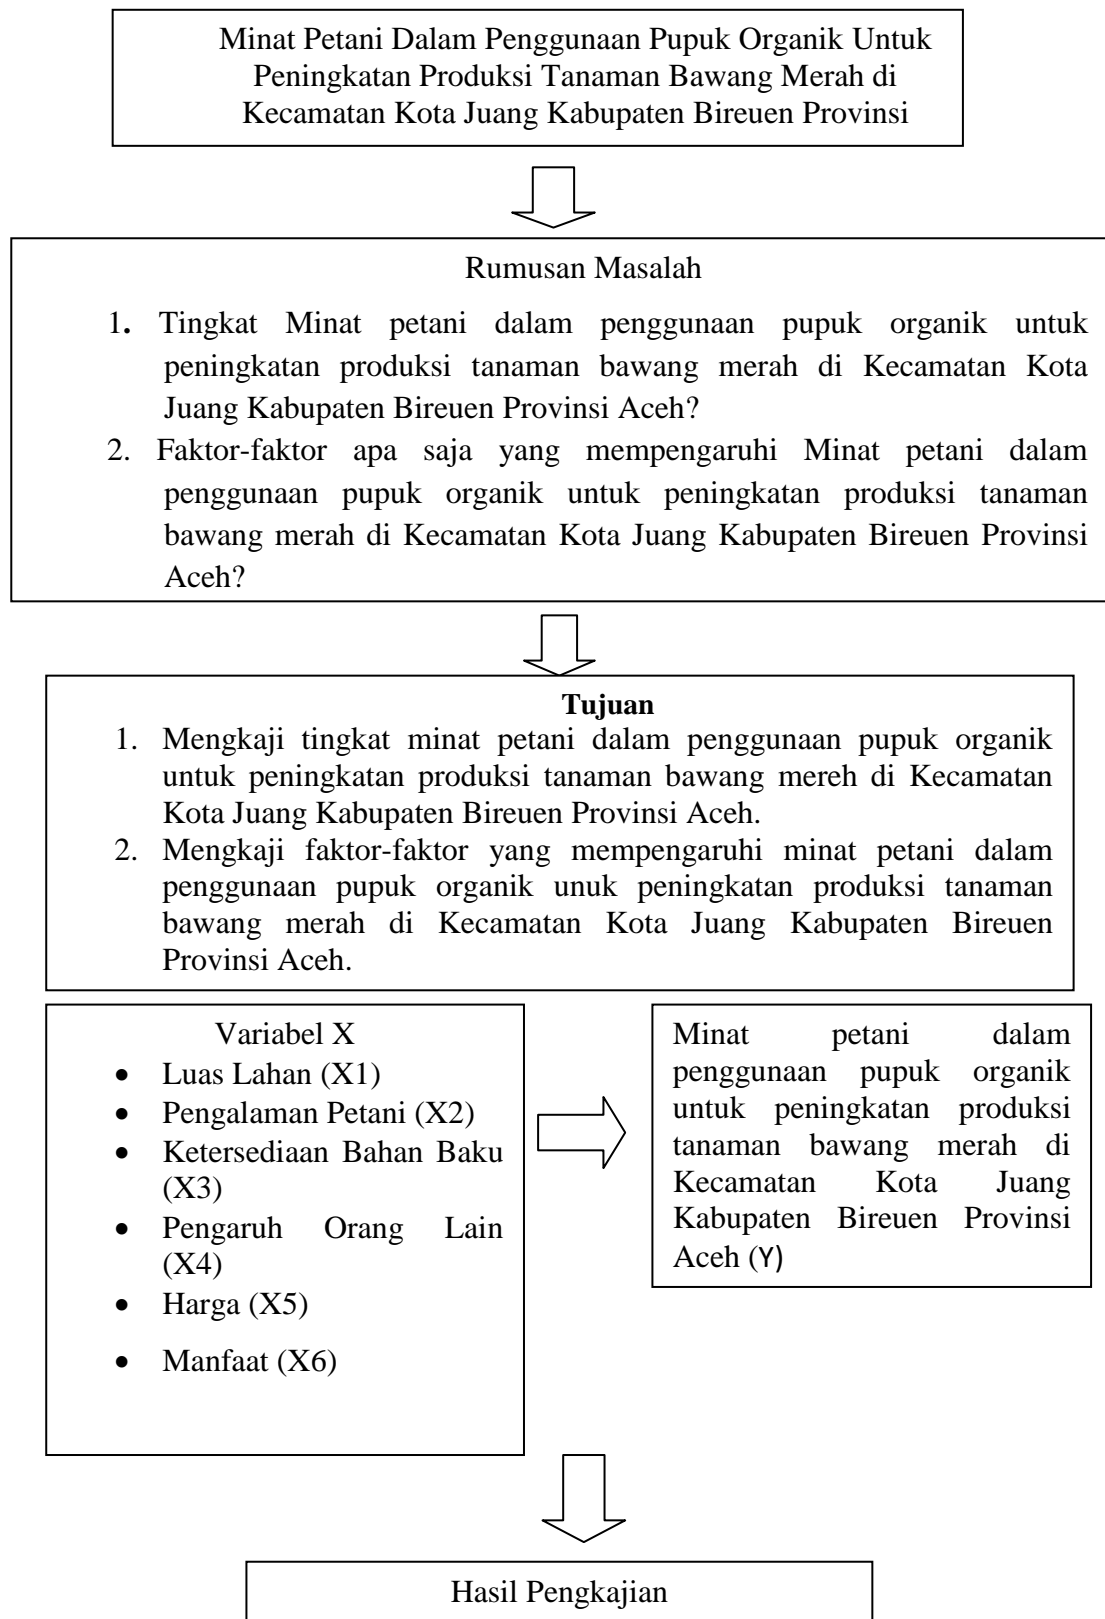 Minat Petani Dalam Penggunaan Pupuk Organik Untuk
Peningkatan Produksi Tanaman Bawang Merah di
Kecamatan Kota Juang Kabupaten Bireuen Provinsi
Rumusan Masalah
1. Tingkat Minat petani dalam penggunaan pupuk organik untuk
peningkatan produksi tanaman bawang merah di Kecamatan Kota
Juang Kabupaten Bireuen Provinsi Aceh?
2. Faktor-faktor apa saja yang mempengaruhi Minat petani dalam
penggunaan pupuk organik untuk peningkatan produksi tanaman
bawang merah di Kecamatan Kota Juang Kabupaten Bireuen Provinsi
Aceh?
Tujuan
1. Mengkaji tingkat minat petani dalam penggunaan pupuk organik
untuk peningkatan produksi tanaman bawang mereh di Kecamatan
Kota Juang Kabupaten Bireuen Provinsi Aceh.
2. Mengkaji faktor-faktor yang mempengaruhi minat petani dalam
penggunaan pupuk organik unuk peningkatan produksi tanaman
bawang merah di Kecamatan Kota Juang Kabupaten Bireuen
Provinsi Aceh.
Variabel X
• Luas Lahan (X1)
• Pengalaman Petani (X2)
• Ketersediaan Bahan Baku
(X3)
• Pengaruh Orang Lain
(X4)
• Harga (X5)
• Manfaat (X6)
Minat petani dalam
penggunaan pupuk organik
untuk peningkatan produksi
tanaman bawang merah di
Kecamatan Kota Juang
Kabupaten Bireuen Provinsi
Aceh (Y)
Hasil Pengkajian